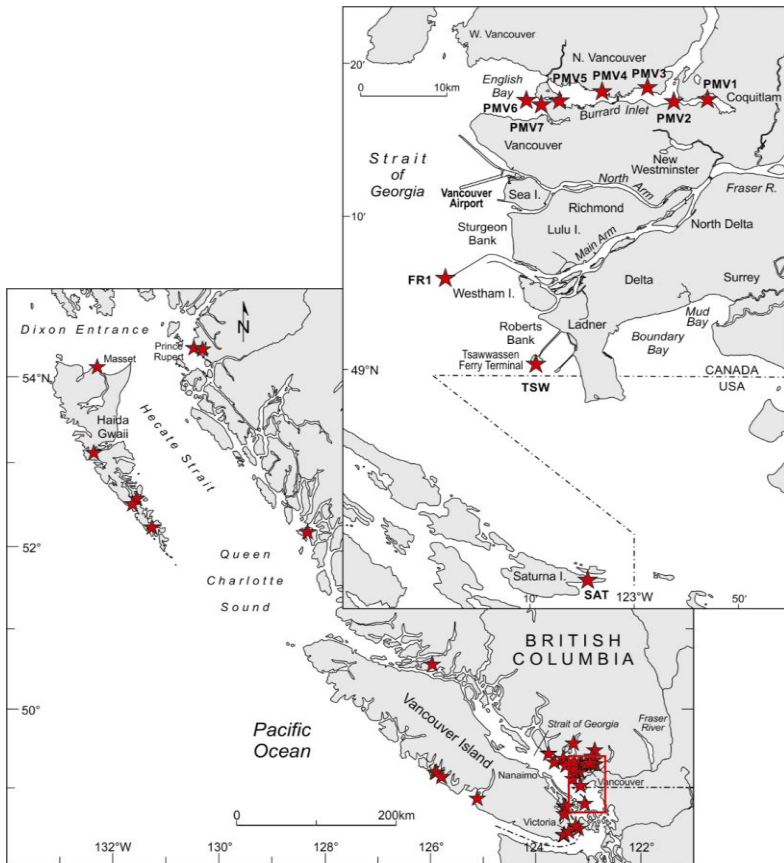 W. Vancouver
N. Vancouver
20'
PMV5 PMV4 PMV3
PMV1
0 10km
English
Bay
Coquitlam
PMV6
PMV2
PMV7
Burrard Inlet
Vancouver
Strait
of
Georgia
New
Westminster
North
Arm
Fraser R.
Vancouver
Airport
Sea I.
Richmond
10'
Sturgeon
Bank
Lulu I.
Main Arm
North Delta
FR1
Westham I.
Delta
Surrey
Mud
Bay
Roberts
Bank
Ladner
Boundary
Bay
Tsawwassen
Ferry Terminal
49°N
CANADA
USA
TSW
Saturna I.
SAT
10' 123°W 50'
N
Dixon Entrance
Prince
Rupert
Masset
54°N
Haida
Gwaii
Hecate Strait
52°
Queen
Charlotte
Sound
BRITISH
COLUMBIA
50°
Vancouver Island
Strait of Georgia
Fraser
River
Pacific
Ocean
Nanaimo
Vancouver
Victoria
0 200km
132°W 130° 128° 126° 124° 122°